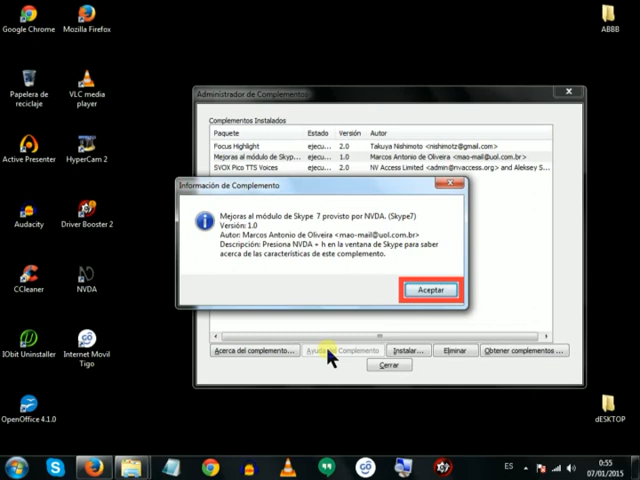 Google Chrome
Mozilla Firefox
ABBB
Papelera de
reciclaje
VLC media
player
Active Presenter
HyperCam 2
Audacity
Driver Booster 2
CCleaner
NVDA
IObit Uninstaller
Internet Movil
Tigo
OpenOffice 4.1.0
dESKTOP
Administrador de Complementos
Complementos Instalados
Paquete Estado Versión Autor
Focus Highlight ejecu... 2.0 Takuya Nishimoto <nishimotz@gmail.com>
Mejoras al módulo de Skyp... ejecu... 1.0 Marcos Antonio de Oliveira <mao-mail@uol.com.br>
SVOX Pico TTS Voices ejecu... 2.0 NV Access Limited <admin@nvaccess.org> and Aleksey S...
Información de Complemento
Mejoras al módulo de Skype 7 provisto por NVDA. (Skype7)
Versión: 1.0
Autor: Marcos Antonio de Oliveira <mao-mail@uol.com.br>
Descripción: Presiona NVDA + h en la ventana de Skype para saber
acerca de las características de este complemento.
Aceptar
Acerca del complemento... Ayuda del Complemento Instalar... Eliminar Obtener complementos ...
Cerrar
ES
0:55
07/01/2015